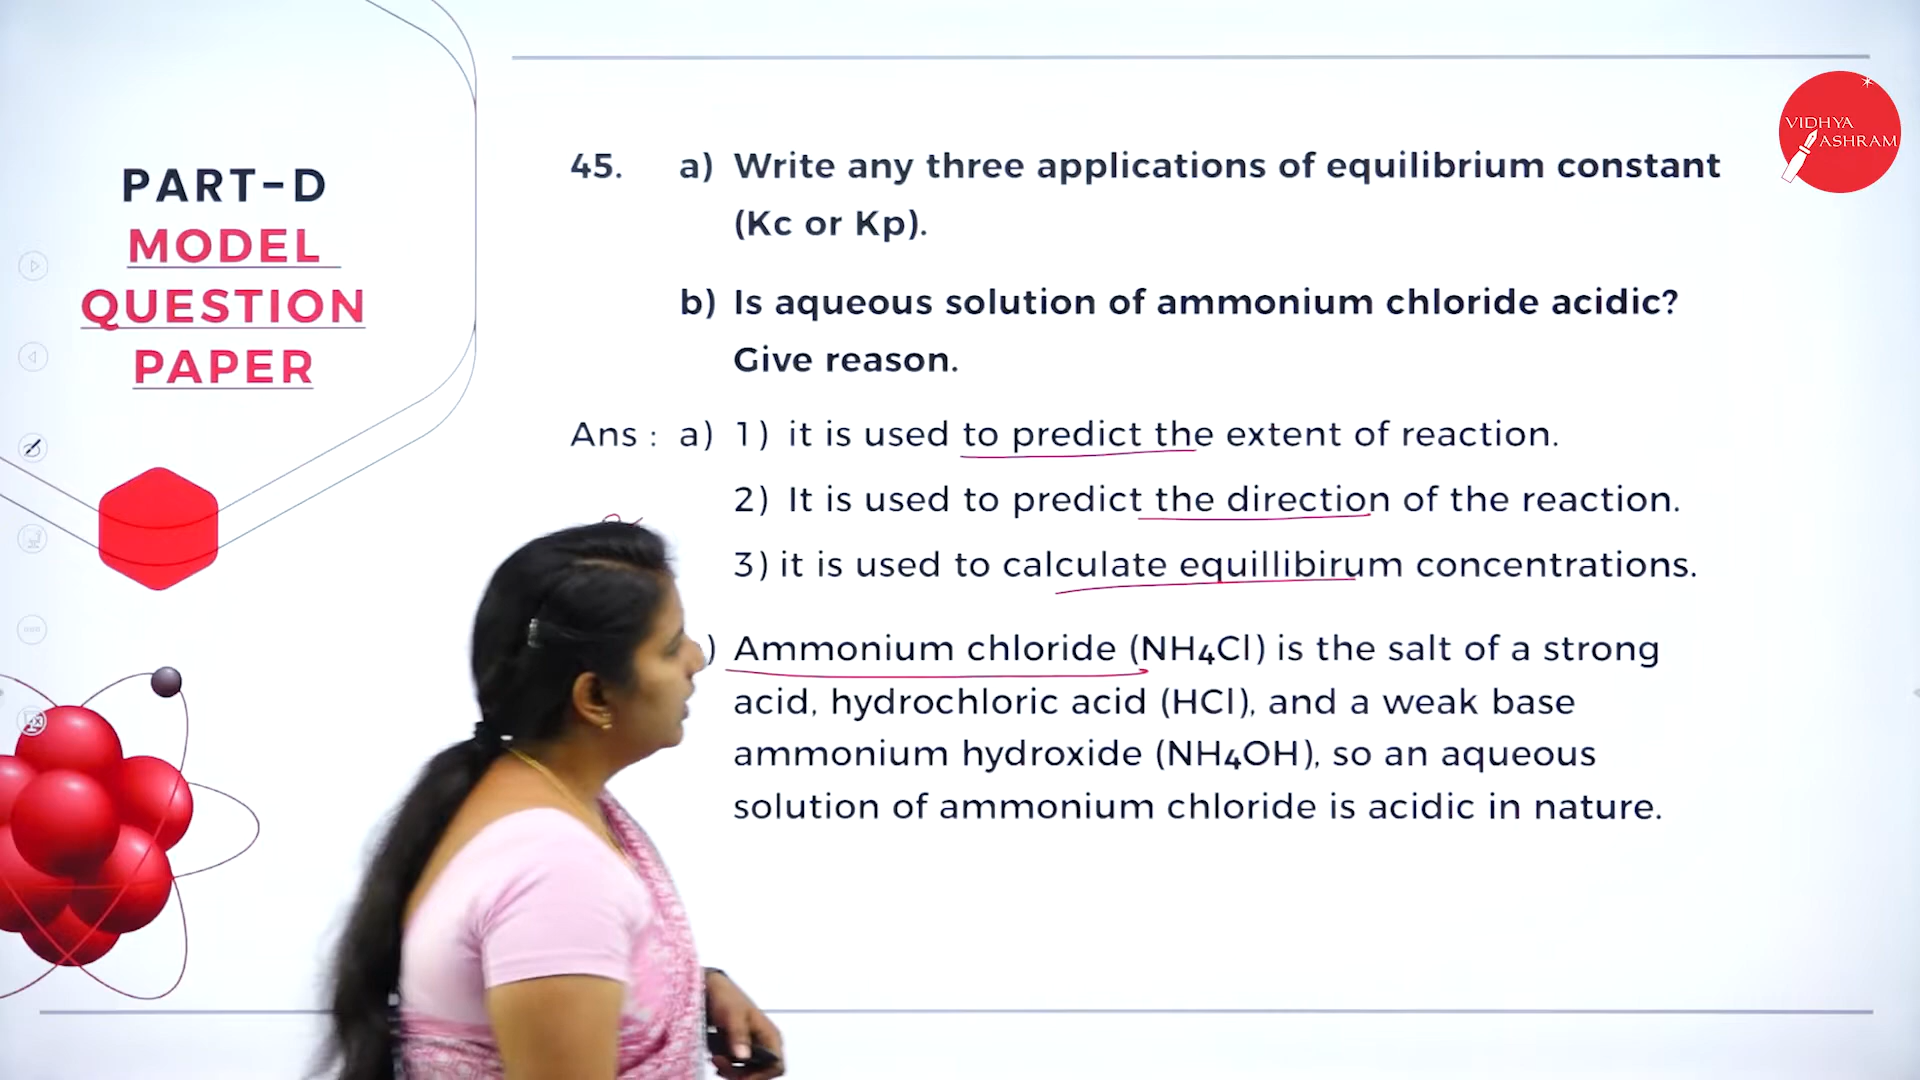 PART-D
MODEL
QUESTION
PAPER
VIDHYA
ASHRAM
45. a) Write any three applications of equilibrium constant
(Kc or Kp).
b) Is aqueous solution of ammonium chloride acidic?
Give reason.
Ans : a) 1) it is used to predict the extent of reaction.
2) It is used to predict the direction of the reaction.
3) it is used to calculate equillibirum concentrations.
) Ammonium chloride (NH₄Cl) is the salt of a strong
acid, hydrochloric acid (HCl), and a weak base
ammonium hydroxide (NH₄OH), so an aqueous
solution of ammonium chloride is acidic in nature.